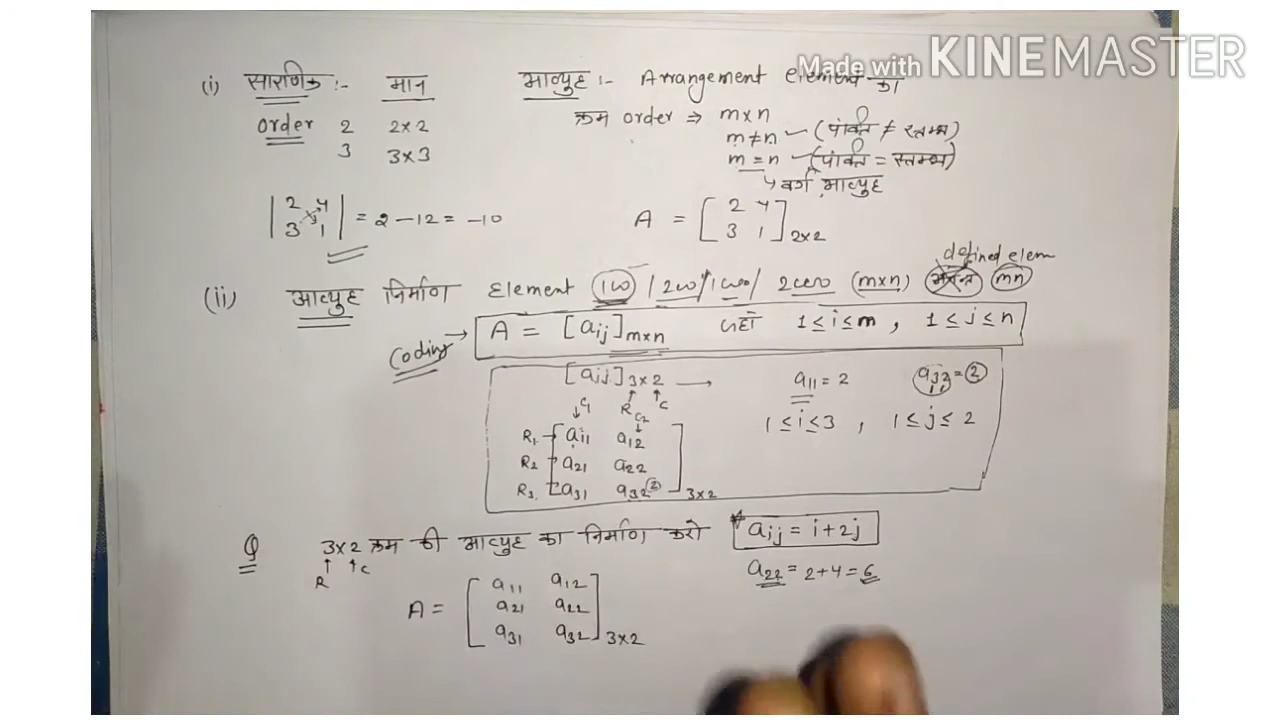 Made with KINEMASTER
(i) सारणिक :- मान
order 2 2×2
3 3×3
|2 4|
|3 1| = 2 - 12 = -10
आव्युह :- Arrangement element का
क्रम order ⇒ m×n
m ≠ n (पंक्ति ≠ स्तम्भ)
m = n (पंक्ति = स्तम्भ)
↳ वर्ग आव्युह
A = [2 4
3 1]2×2
defined elem
(ii) आव्युह निर्माण Element (m×n) mn
Coding → A = [aij]m×n जहाँ 1 ≤ i ≤ m , 1 ≤ j ≤ n
[aij]3×2 → a11 = 2 a32 = 2
C1 R C2 C
1 ≤ i ≤ 3 , 1 ≤ j ≤ 2
R1 → a11 a12
R2 → a21 a22
R3 a31 a32 2 3×2
Q 3×2 क्रम की आव्युह का निर्माण करो * aij = i + 2j
R C
a22 = 2 + 4 = 6
A = [a11 a12
a21 a22
a31 a32]3×2